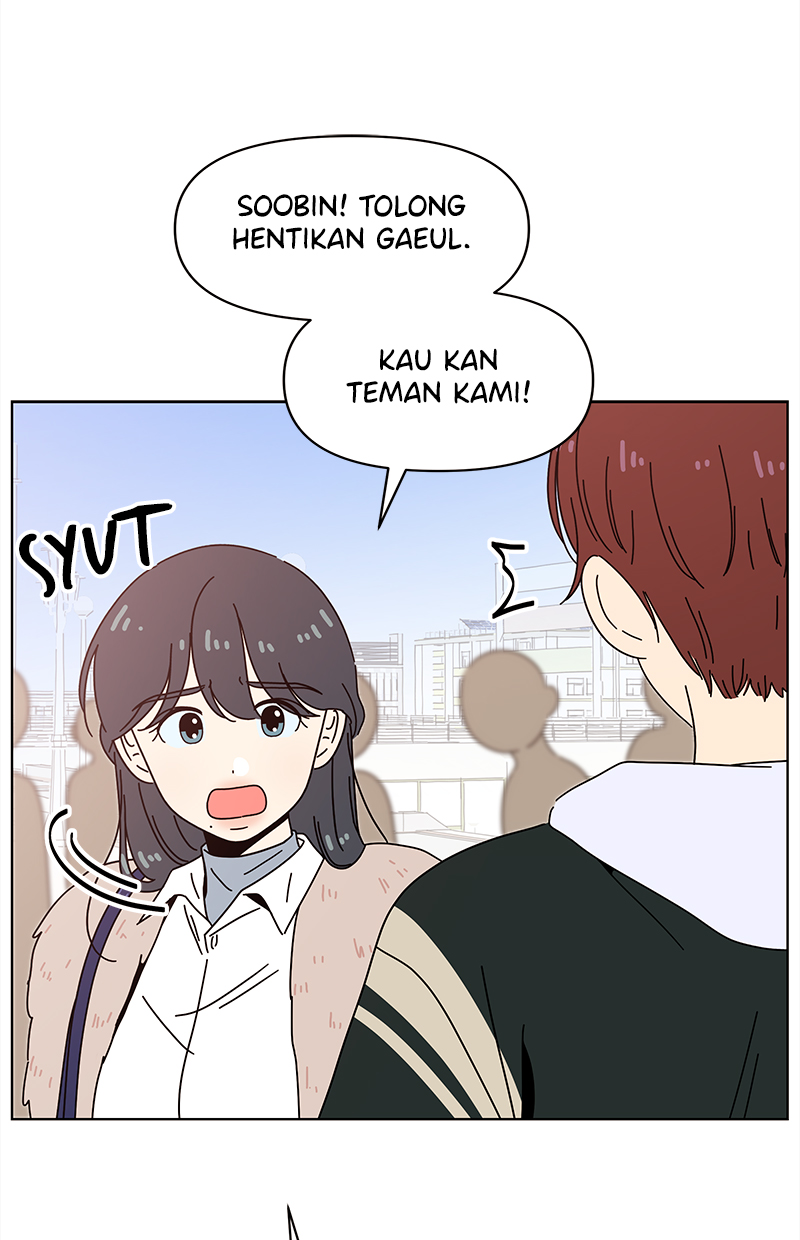 SOOBIN! TOLONG
HENTIKAN GAEUL.
KAU KAN
TEMAN KAMI!
SYUT